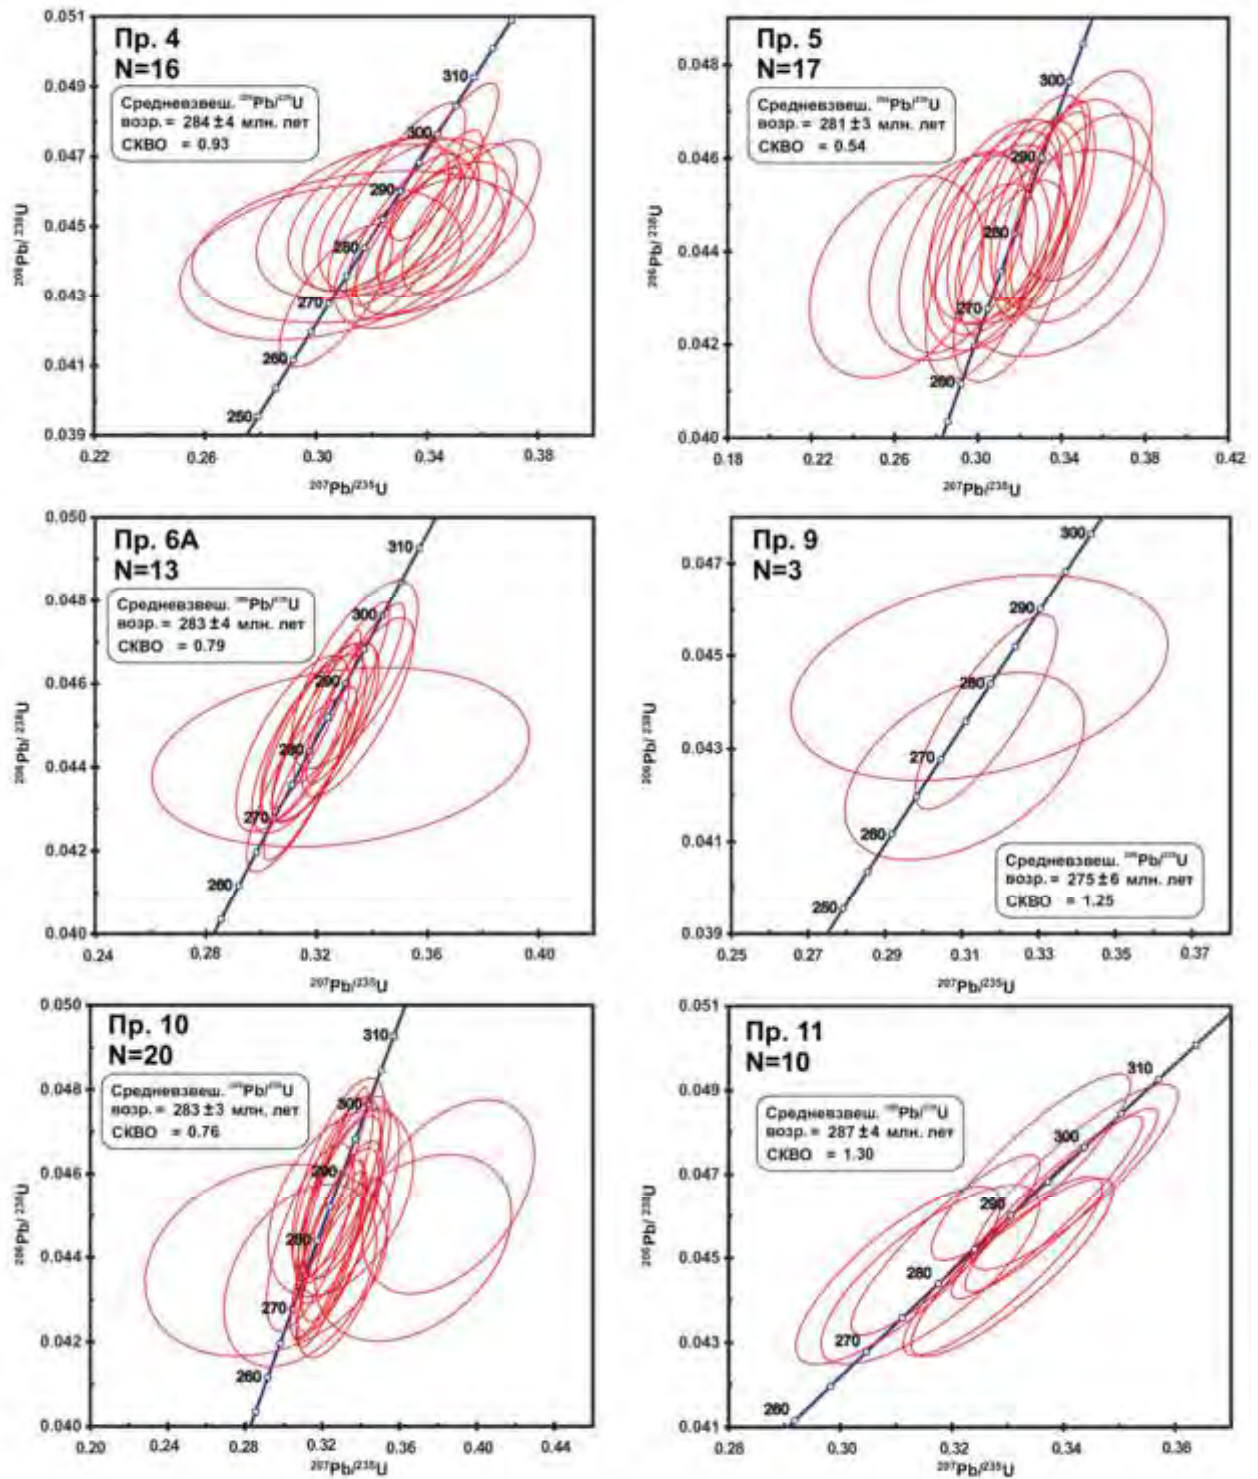 Пр. 4
N=16
Средневзвеш. ²⁰⁶Pb/²³⁸U
возр. = 284 ± 4 млн. лет
СКВО = 0.93
0.051
0.049
0.047
0.045
0.043
0.041
0.039
310
300
290
280
270
260
250
0.22
0.26
0.30
0.34
0.38
²⁰⁶Pb/ ²³⁸U
²⁰⁷Pb/²³⁵U
Пр. 5
N=17
Средневзвеш. ²⁰⁶Pb/²³⁸U
возр. = 281 ± 3 млн. лет
СКВО = 0.54
0.048
0.046
0.044
0.042
0.040
300
290
280
270
260
0.18
0.22
0.26
0.30
0.34
0.38
0.42
²⁰⁶Pb/ ²³⁸U
²⁰⁷Pb/²³⁵U
Пр. 6А
N=13
Средневзвеш. ²⁰⁶Pb/²³⁸U
возр. = 283 ± 4 млн. лет
СКВО = 0.79
0.050
0.048
0.046
0.044
0.042
0.040
310
300
290
280
270
260
0.24
0.28
0.32
0.36
0.40
²⁰⁶Pb/ ²³⁸U
²⁰⁷Pb/²³⁵U
Пр. 9
N=3
0.047
0.045
0.043
0.041
0.039
300
290
280
270
260
250
Средневзвеш. ²⁰⁶Pb/²³⁸U
возр. = 275 ± 6 млн. лет
СКВО = 1.25
0.25
0.27
0.29
0.31
0.33
0.35
0.37
²⁰⁶Pb/ ²³⁸U
²⁰⁷Pb/²³⁵U
Пр. 10
N=20
Средневзвеш. ²⁰⁶Pb/²³⁸U
возр. = 283 ± 3 млн. лет
СКВО = 0.76
0.050
0.048
0.046
0.044
0.042
0.040
310
300
290
280
270
260
0.20
0.24
0.28
0.32
0.36
0.40
0.44
²⁰⁶Pb/ ²³⁸U
²⁰⁷Pb/²³⁵U
Пр. 11
N=10
Средневзвеш. ²⁰⁶Pb/²³⁸U
возр. = 287 ± 4 млн. лет
СКВО = 1.30
0.051
0.049
0.047
0.045
0.043
0.041
310
300
290
280
270
260
0.28
0.30
0.32
0.34
0.36
²⁰⁶Pb/ ²³⁸U
²⁰⁷Pb/²³⁵U